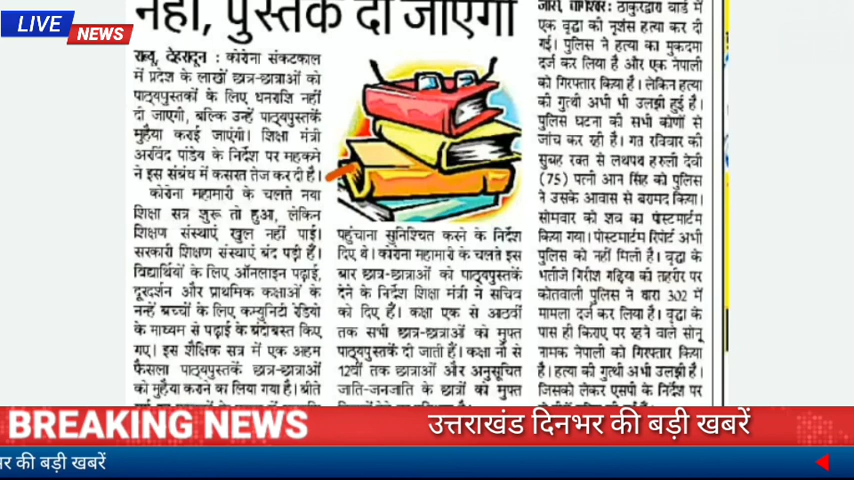 LIVE
NEWS
नहीं, पुस्तकें दी जाएंगी
राब्यू, देहरादून : कोरोना संकटकाल
में प्रदेश के लाखों छात्र-छात्राओं को
पाठ्यपुस्तकों के लिए धनराशि नहीं
दी जाएगी, बल्कि उन्हें पाठ्यपुस्तकें
मुहैया कराई जाएंगी। शिक्षा मंत्री
अरविंद पांडेय के निर्देश पर महकमे
ने इस संबंध में कसरत तेज कर दी है।
कोरोना महामारी के चलते नया
शिक्षा सत्र शुरू तो हुआ, लेकिन
शिक्षण संस्थाएं खुल नहीं पाईं।
सरकारी शिक्षण संस्थाएं बंद पड़ी हैं।
विद्यार्थियों के लिए ऑनलाइन पढ़ाई,
दूरदर्शन और प्राथमिक कक्षाओं के
नन्हें बच्चों के लिए कम्युनिटी रेडियो
के माध्यम से पढ़ाई के बंदोबस्त किए
गए। इस शैक्षिक सत्र में एक अहम
फैसला पाठ्यपुस्तकें छात्र-छात्राओं
को मुहैया कराने का लिया गया है। बीते
पहुंचाना सुनिश्चित करने के निर्देश
दिए थे। कोरोना महामारी के चलते इस
बार छात्र-छात्राओं को पाठ्यपुस्तकें
देने के निर्देश शिक्षा मंत्री ने सचिव
को दिए हैं। कक्षा एक से आठवीं
तक सभी छात्र-छात्राओं को मुफ्त
पाठ्यपुस्तकें दी जाती हैं। कक्षा नौ से
12वीं तक छात्राओं और अनुसूचित
जाति-जनजाति के छात्रों को मुफ्त
ठाकुरद्वारा वार्ड में
एक वृद्धा की नृशंस हत्या कर दी
गई। पुलिस ने हत्या का मुकदमा
दर्ज कर लिया है और एक नेपाली
को गिरफ्तार किया है। लेकिन हत्या
की गुत्थी अभी भी उलझी हुई है।
पुलिस घटना की सभी कोणों से
जांच कर रही है। गत रविवार की
सुबह रक्त से लथपथ हरुली देवी
(75) पत्नी आन सिंह को पुलिस
ने उसके आवास से बरामद किया।
सोमवार को शव का पोस्टमार्टम
किया गया। पोस्टमार्टम रिपोर्ट अभी
पुलिस को नहीं मिली है। वृद्धा के
भतीजे गिरीश गढ़िया की तहरीर पर
कोतवाली पुलिस ने धारा 302 में
मामला दर्ज कर लिया है। वृद्धा के
पास ही किराए पर रहने वाले सोनू
नामक नेपाली को गिरफ्तार किया
है। हत्या की गुत्थी अभी उलझी है।
जिसको लेकर एसपी के निर्देश पर
BREAKING NEWS
उत्तराखंड दिनभर की बड़ी खबरें
भर की बड़ी खबरें